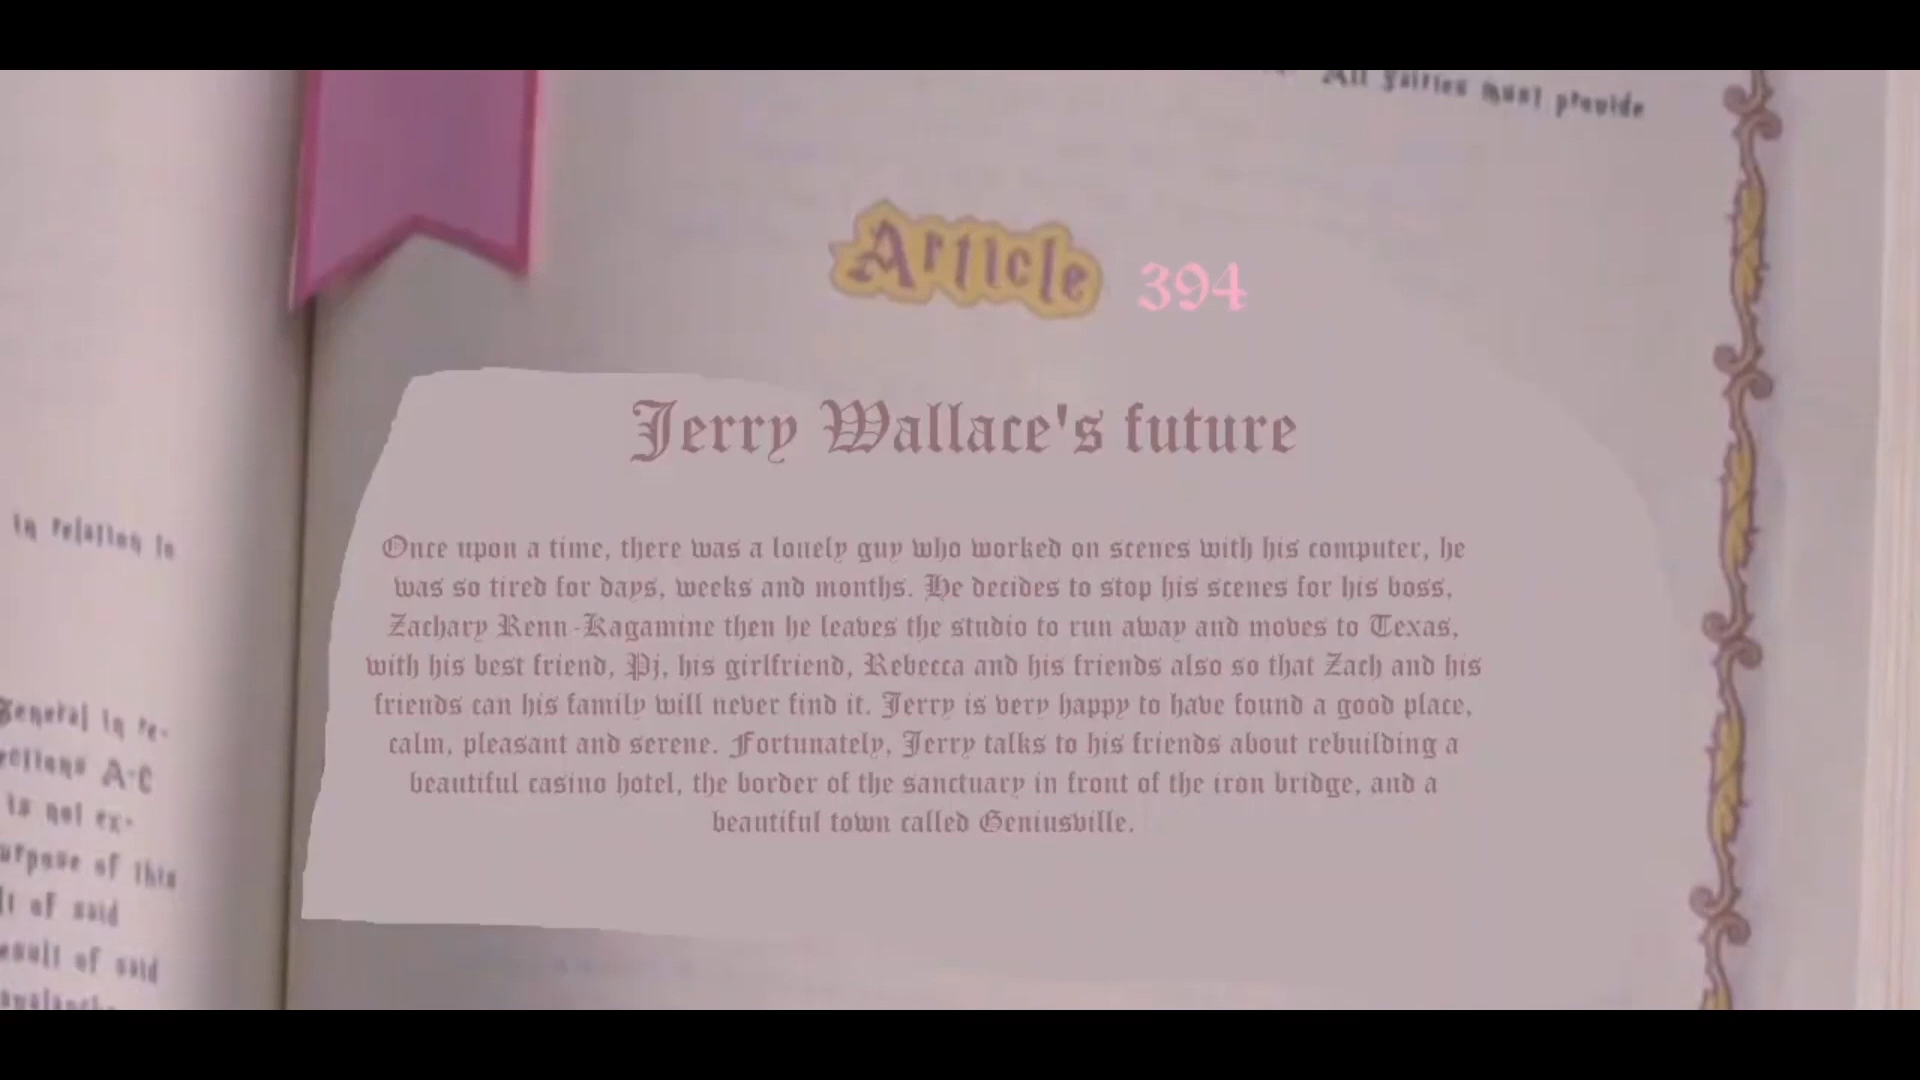 All fairies must provide
Article 394
Jerry Wallace's future
Once upon a time, there was a lonely guy who worked on scenes with his computer, he
was so tired for days, weeks and months. He decides to stop his scenes for his boss,
Zachary Renn-Kagamine then he leaves the studio to run away and moves to Texas,
with his best friend, Pj, his girlfriend, Rebecca and his friends also so that Zach and his
friends can his family will never find it. Jerry is very happy to have found a good place,
calm, pleasant and serene. Fortunately, Jerry talks to his friends about rebuilding a
beautiful casino hotel, the border of the sanctuary in front of the iron bridge, and a
beautiful town called Geniusville.
in relation to
General in re-
A-C
is not ex-
of this
of said
of said